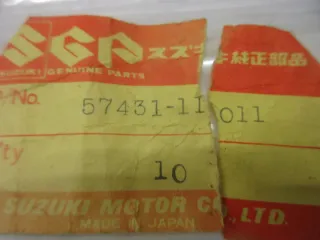 SGP スズ キ純正部品
SUZUKI GENUINE PARTS
No. 57431-11 011
ty 10
SUZUKI MOTOR CO., LTD.
MADE IN JAPAN